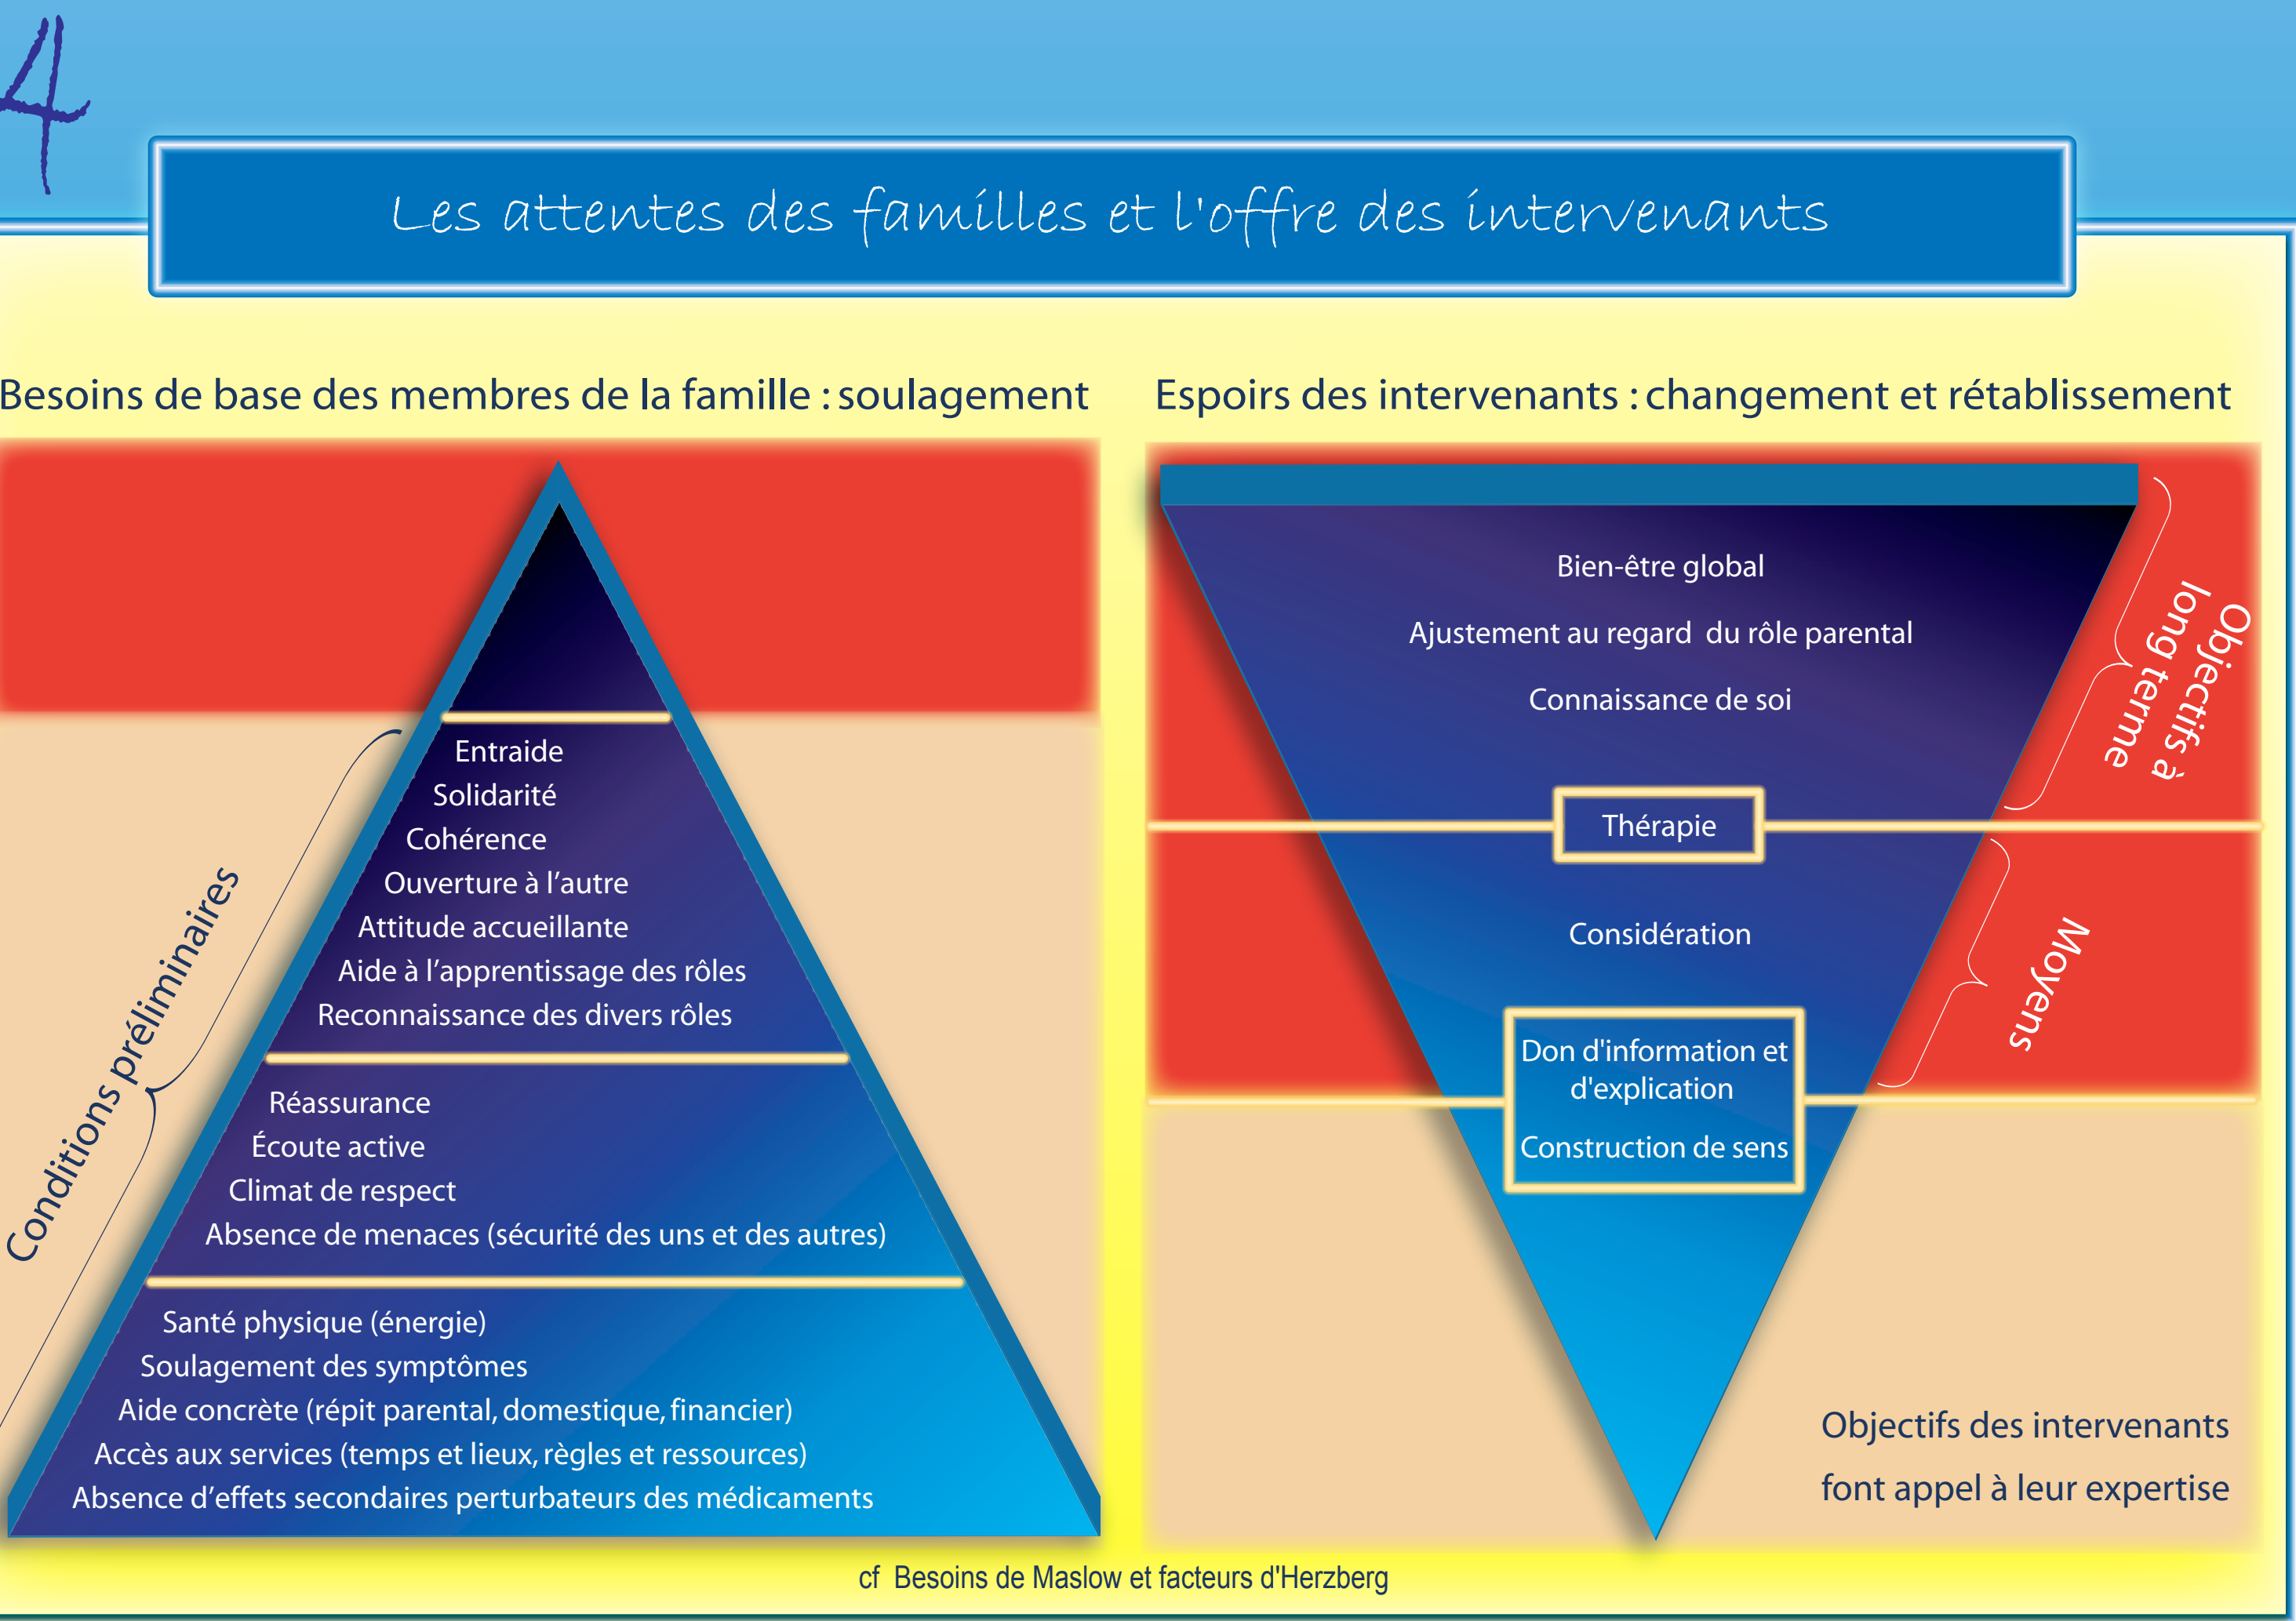 4
Les attentes des familles et l'offre des intervenants
Besoins de base des membres de la famille : soulagement
Conditions préliminaires
Entraide
Solidarité
Cohérence
Ouverture à l’autre
Attitude accueillante
Aide à l’apprentissage des rôles
Reconnaissance des divers rôles
Réassurance
Écoute active
Climat de respect
Absence de menaces (sécurité des uns et des autres)
Santé physique (énergie)
Soulagement des symptômes
Aide concrète (répit parental, domestique, financier)
Accès aux services (temps et lieux, règles et ressources)
Absence d’effets secondaires perturbateurs des médicaments
Espoirs des intervenants : changement et rétablissement
Bien-être global
Ajustement au regard du rôle parental
Connaissance de soi
Objectifs à
long terme
Thérapie
Considération
Moyens
Don d'information et
d'explication
Construction de sens
Objectifs des intervenants
font appel à leur expertise
cf Besoins de Maslow et facteurs d'Herzberg